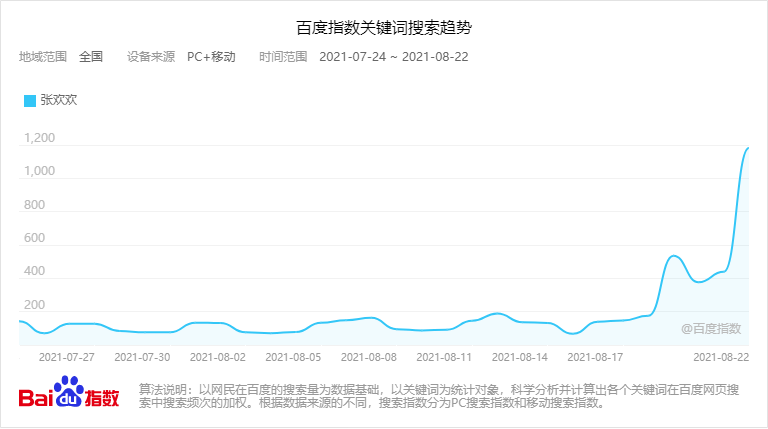 百度指数关键词搜索趋势
地域范围 全国 设备来源 PC+移动 时间范围 2021-07-24 ~ 2021-08-22
张欢欢
1,200
1,000
800
600
400
200
@百度指数
2021-07-27 2021-07-30 2021-08-02 2021-08-05 2021-08-08 2021-08-11 2021-08-14 2021-08-17 2021-08-22
Bai du 指数
算法说明：以网民在百度的搜索量为数据基础，以关键词为统计对象，科学分析并计算出各个关键词在百度网页搜
索中搜索频次的加权。根据数据来源的不同，搜索指数分为PC搜索指数和移动搜索指数。